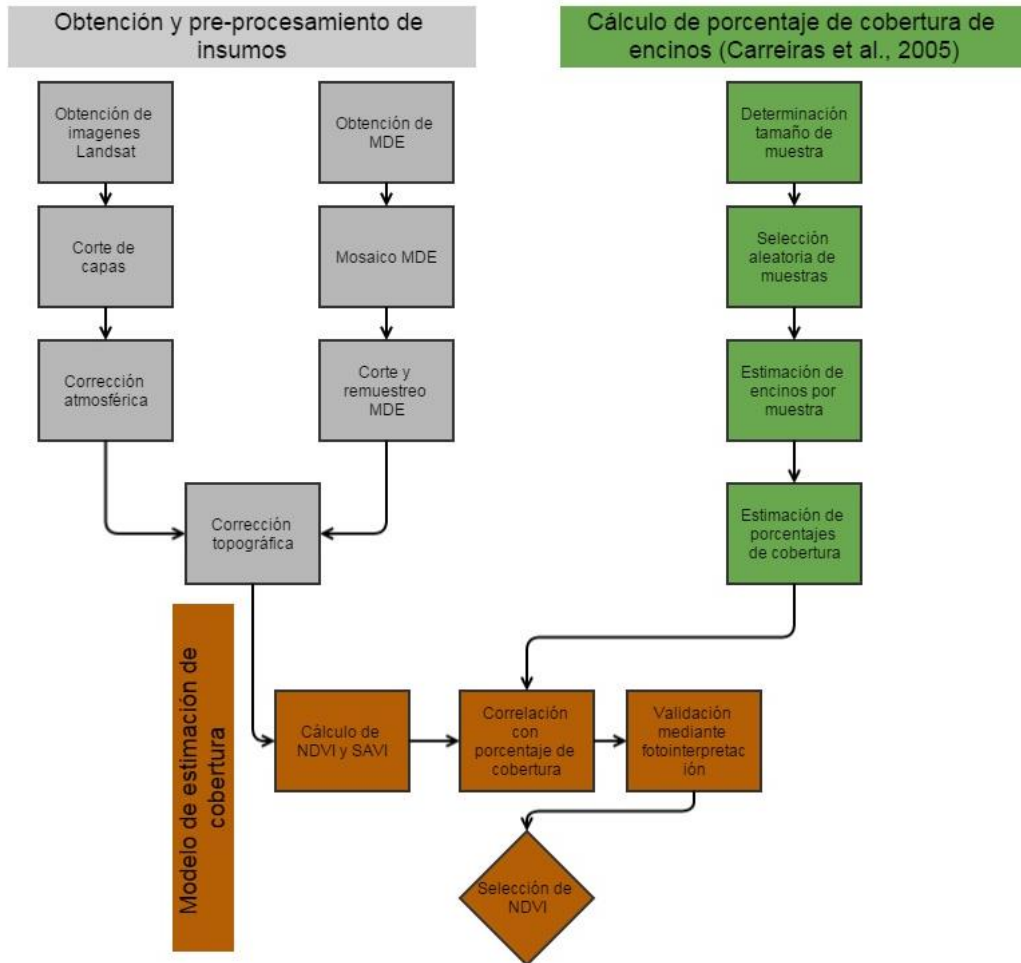 Obtención y pre-procesamiento de
insumos
Cálculo de porcentaje de cobertura de
encinos (Carreiras et al., 2005)
Obtención de
imagenes
Landsat
Obtención de
MDE
Determinación
tamaño de
muestra
Corte de
capas
Mosaico MDE
Selección
aleatoria de
muestras
Corrección
atmosférica
Corte y
remuestreo
MDE
Estimación de
encinos por
muestra
Corrección
topográfica
Estimación de
porcentajes
de cobertura
Modelo de estimación de
cobertura
Cálculo de
NDVI y SAVI
Correlación
con
porcentaje de
cobertura
Validación
mediante
fotointerpretac
ión
Selección de
NDVI